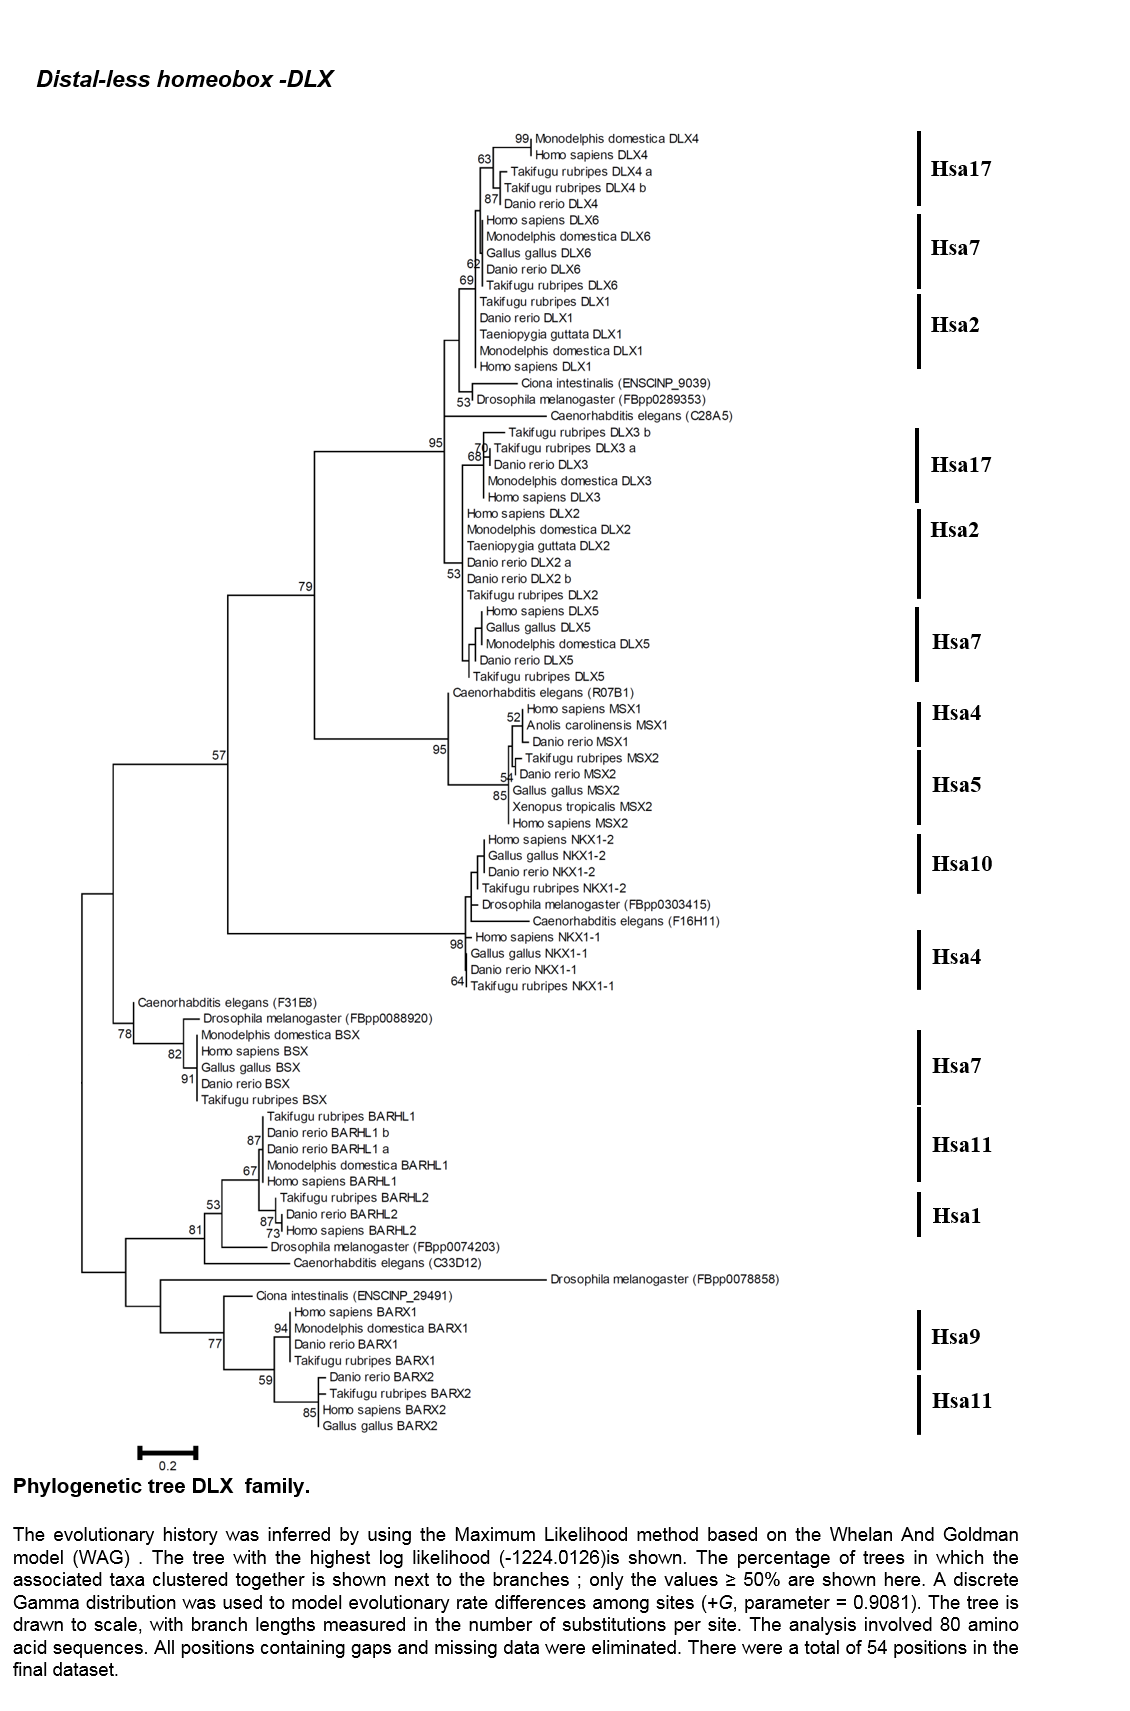 Distal-less homeobox -DLX
99 Monodelphis domestica DLX4
Homo sapiens DLX4
63
Takifugu rubripes DLX4 a
Hsa17
Takifugu rubripes DLX4 b
87 Danio rerio DLX4
Homo sapiens DLX6
Monodelphis domestica DLX6
Hsa7
Gallus gallus DLX6
62 Danio rerio DLX6
69 Takifugu rubripes DLX6
Takifugu rubripes DLX1
Danio rerio DLX1
Hsa2
Taeniopygia guttata DLX1
Monodelphis domestica DLX1
Homo sapiens DLX1
Ciona intestinalis (ENSCINP_9039)
53 Drosophila melanogaster (FBpp0289353)
Caenorhabditis elegans (C28A5)
95
Takifugu rubripes DLX3 b
70 Takifugu rubripes DLX3 a
68 Danio rerio DLX3
Hsa17
Monodelphis domestica DLX3
Homo sapiens DLX3
Homo sapiens DLX2
Monodelphis domestica DLX2
Hsa2
Taeniopygia guttata DLX2
Danio rerio DLX2 a
53 Danio rerio DLX2 b
79 Takifugu rubripes DLX2
Homo sapiens DLX5
Gallus gallus DLX5
Monodelphis domestica DLX5
Hsa7
Danio rerio DLX5
Takifugu rubripes DLX5
Caenorhabditis elegans (R07B1)
Homo sapiens MSX1
Hsa4
52 Anolis carolinensis MSX1
Danio rerio MSX1
95
57 Takifugu rubripes MSX2
54 Danio rerio MSX2
Hsa5
85 Gallus gallus MSX2
Xenopus tropicalis MSX2
Homo sapiens MSX2
Homo sapiens NKX1-2
Gallus gallus NKX1-2
Hsa10
Danio rerio NKX1-2
Takifugu rubripes NKX1-2
Drosophila melanogaster (FBpp0303415)
Caenorhabditis elegans (F16H11)
Homo sapiens NKX1-1
98
Gallus gallus NKX1-1
Hsa4
Danio rerio NKX1-1
64 Takifugu rubripes NKX1-1
Caenorhabditis elegans (F31E8)
Drosophila melanogaster (FBpp0088920)
78
Monodelphis domestica BSX
82 Homo sapiens BSX
Hsa7
Gallus gallus BSX
91 Danio rerio BSX
Takifugu rubripes BSX
Takifugu rubripes BARHL1
Danio rerio BARHL1 b
87
Hsa11
Danio rerio BARHL1 a
Monodelphis domestica BARHL1
67
Homo sapiens BARHL1
Takifugu rubripes BARHL2
53
Danio rerio BARHL2
Hsa1
87
81 73 Homo sapiens BARHL2
Drosophila melanogaster (FBpp0074203)
Caenorhabditis elegans (C33D12)
Drosophila melanogaster (FBpp0078858)
Ciona intestinalis (ENSCINP_29491)
Homo sapiens BARX1
94 Monodelphis domestica BARX1
Hsa9
77 Danio rerio BARX1
Takifugu rubripes BARX1
59 Danio rerio BARX2
Takifugu rubripes BARX2
Hsa11
85 Homo sapiens BARX2
Gallus gallus BARX2
0.2
Phylogenetic tree DLX family.
The evolutionary history was inferred by using the Maximum Likelihood method based on the Whelan And Goldman
model (WAG) . The tree with the highest log likelihood (-1224.0126)is shown. The percentage of trees in which the
associated taxa clustered together is shown next to the branches ; only the values ≥ 50% are shown here. A discrete
Gamma distribution was used to model evolutionary rate differences among sites (+G, parameter = 0.9081). The tree is
drawn to scale, with branch lengths measured in the number of substitutions per site. The analysis involved 80 amino
acid sequences. All positions containing gaps and missing data were eliminated. There were a total of 54 positions in the
final dataset.